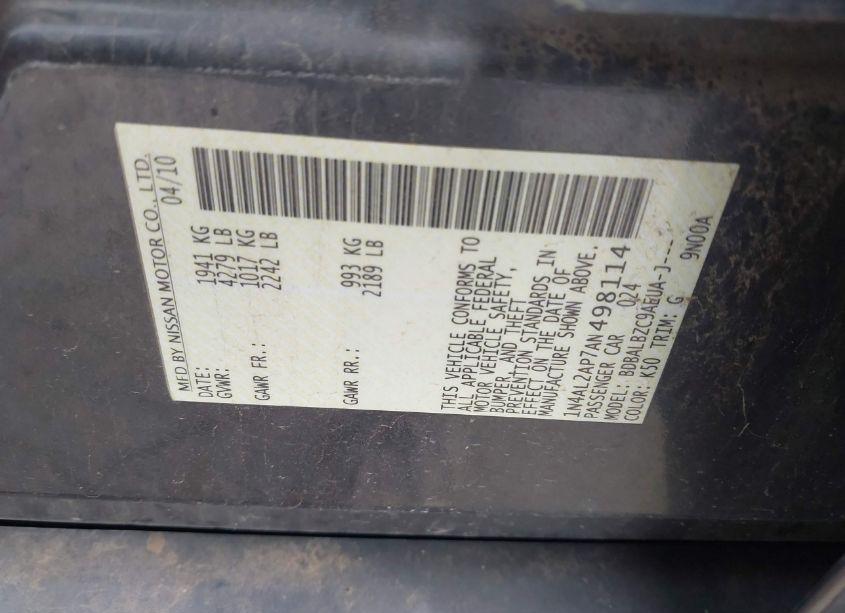 MFD BY NISSAN MOTOR CO., LTD.
DATE: 04/10
GVWR: 1941 KG
4279 LB
GAWR FR.: 1017 KG
2242 LB
GAWR RR.: 993 KG
2189 LB
THIS VEHICLE CONFORMS TO
ALL APPLICABLE FEDERAL
MOTOR VEHICLE SAFETY,
BUMPER, AND THEFT
PREVENTION STANDARDS IN
EFFECT ON THE DATE OF
MANUFACTURE SHOWN ABOVE.
1N4AL2AP7AN498114
PASSENGER CAR 024
MODEL: BDBALBZC9AEUA-J---
COLOR: K50 TRIM: G 9N00A